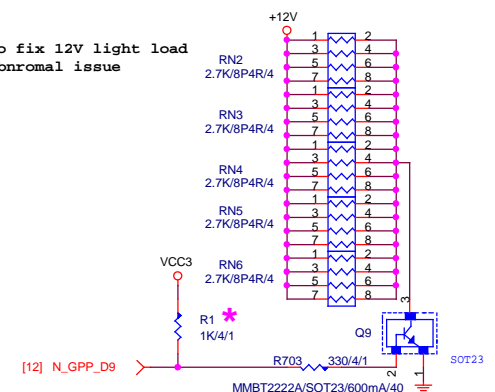 +12V
o fix 12V light load
onromal issue
1 2
3 4
RN2 5 6
2.7K/8P4R/4 7 8
1 2
3 4
RN3 5 6
2.7K/8P4R/4 7 8
1 2
3 4
RN4 5 6
2.7K/8P4R/4 7 8
1 2
RN5 3 4
2.7K/8P4R/4 5 6
7 8
1 2
RN6 3 4
2.7K/8P4R/4 5 6
7 8
VCC3
R1 *
1K/4/1
3
Q9
SOT23
[12] N_GPP_D9
R703 330/4/1
2 1
MMBT2222A/SOT23/600mA/40